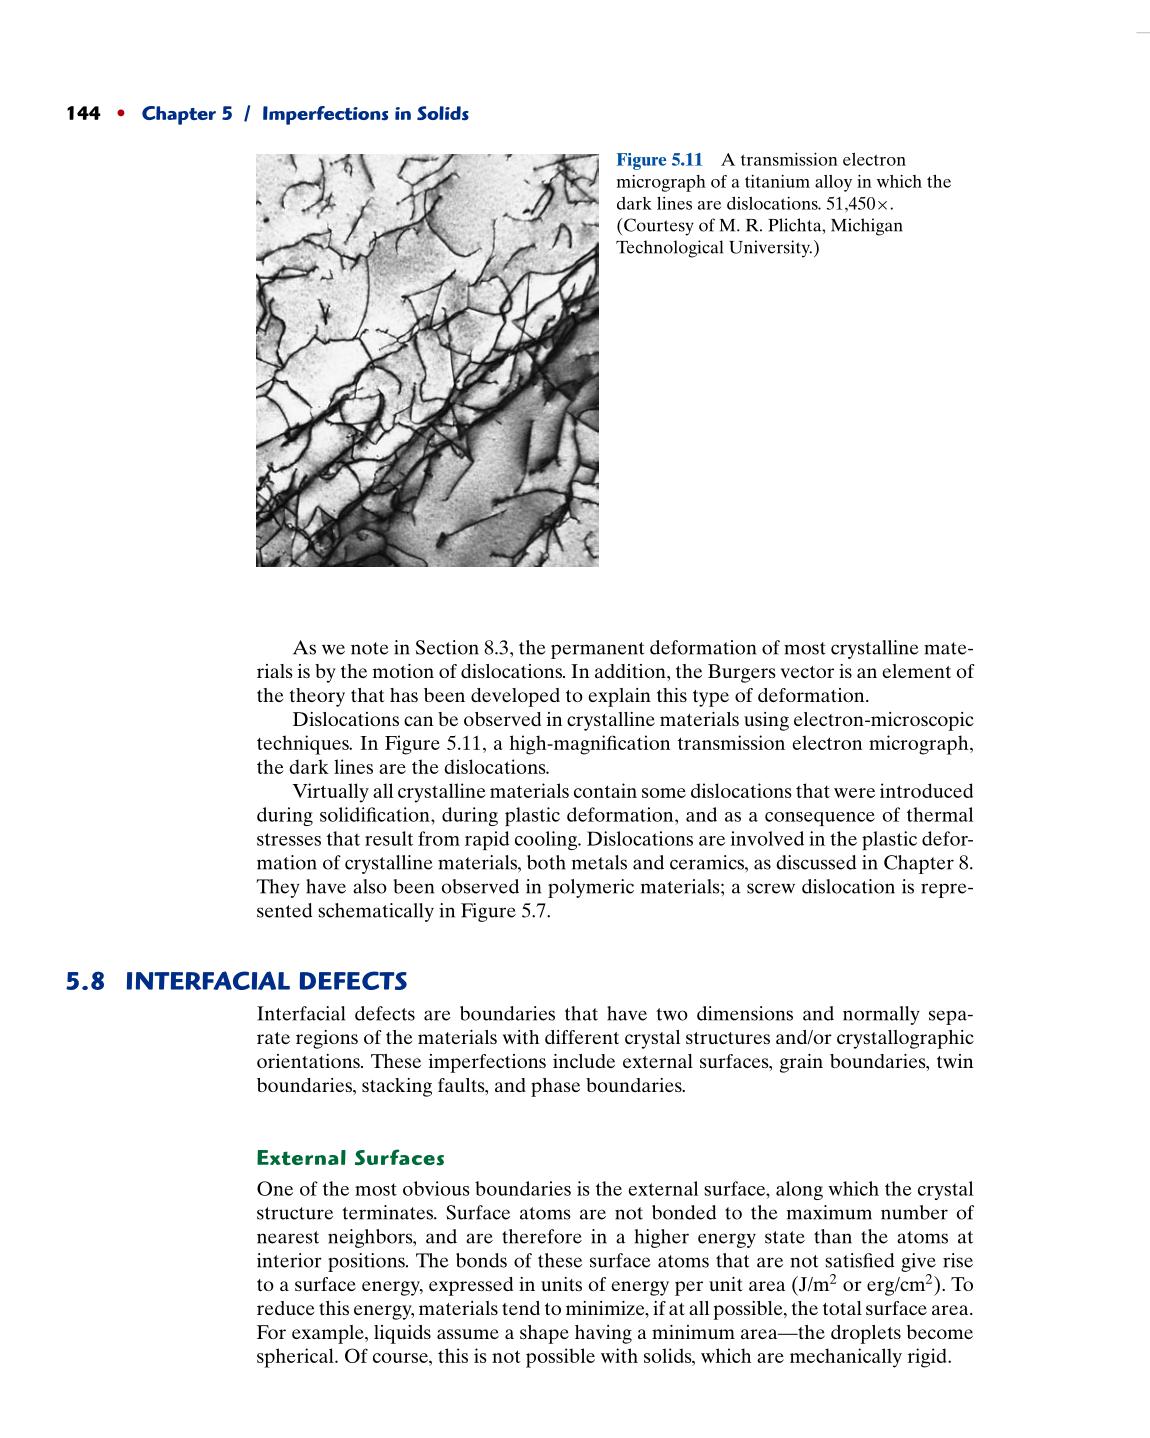 144 • Chapter 5 / Imperfections in Solids
Figure 5.11 A transmission electron
micrograph of a titanium alloy in which the
dark lines are dislocations. 51,450×.
(Courtesy of M. R. Plichta, Michigan
Technological University.)
As we note in Section 8.3, the permanent deformation of most crystalline mate-
rials is by the motion of dislocations. In addition, the Burgers vector is an element of
the theory that has been developed to explain this type of deformation.
Dislocations can be observed in crystalline materials using electron-microscopic
techniques. In Figure 5.11, a high-magnification transmission electron micrograph,
the dark lines are the dislocations.
Virtually all crystalline materials contain some dislocations that were introduced
during solidification, during plastic deformation, and as a consequence of thermal
stresses that result from rapid cooling. Dislocations are involved in the plastic defor-
mation of crystalline materials, both metals and ceramics, as discussed in Chapter 8.
They have also been observed in polymeric materials; a screw dislocation is repre-
sented schematically in Figure 5.7.
5.8 INTERFACIAL DEFECTS
Interfacial defects are boundaries that have two dimensions and normally sepa-
rate regions of the materials with different crystal structures and/or crystallographic
orientations. These imperfections include external surfaces, grain boundaries, twin
boundaries, stacking faults, and phase boundaries.
External Surfaces
One of the most obvious boundaries is the external surface, along which the crystal
structure terminates. Surface atoms are not bonded to the maximum number of
nearest neighbors, and are therefore in a higher energy state than the atoms at
interior positions. The bonds of these surface atoms that are not satisfied give rise
to a surface energy, expressed in units of energy per unit area (J/m² or erg/cm²). To
reduce this energy, materials tend to minimize, if at all possible, the total surface area.
For example, liquids assume a shape having a minimum area—the droplets become
spherical. Of course, this is not possible with solids, which are mechanically rigid.